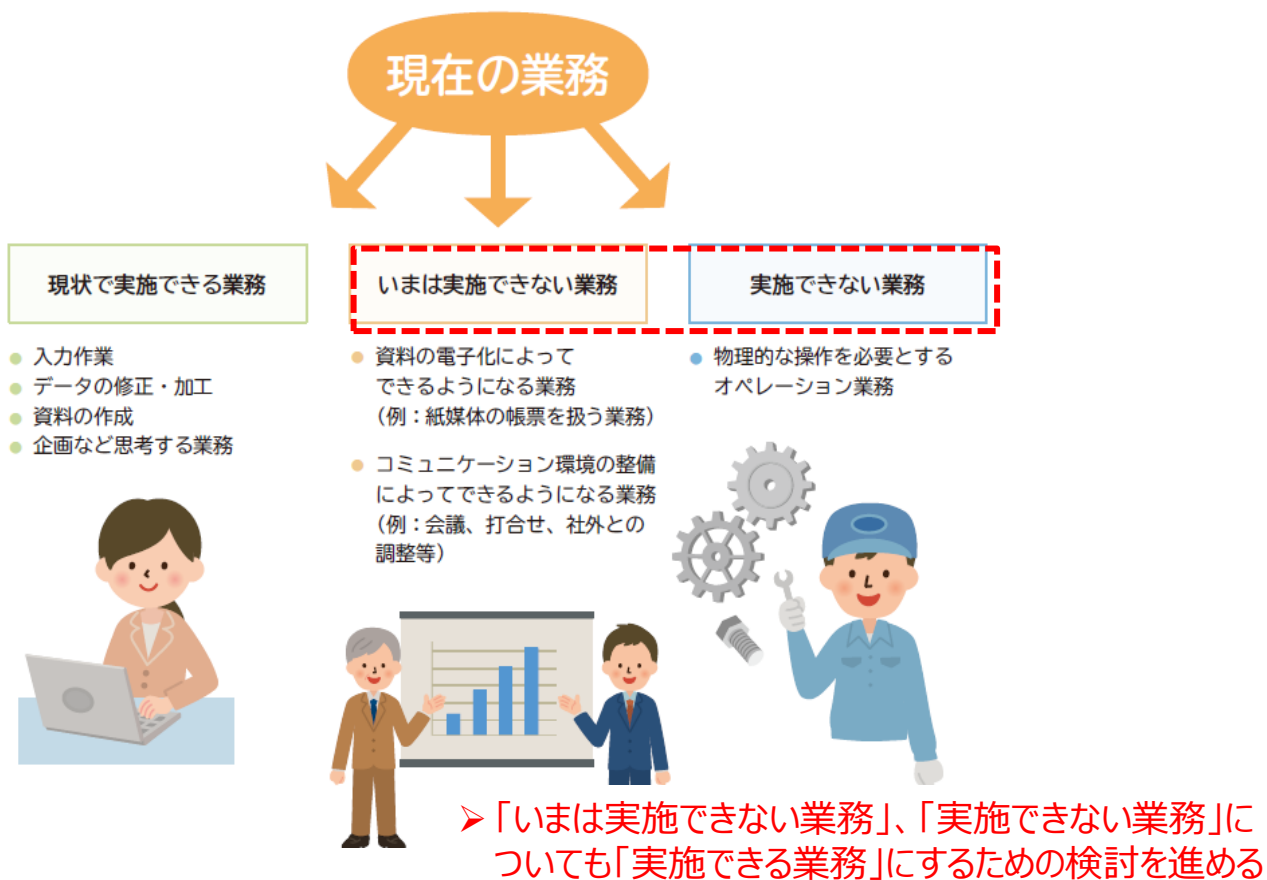 現在の業務
現状で実施できる業務
● 入力作業
● データの修正・加工
● 資料の作成
● 企画など思考する業務
いまは実施できない業務
● 資料の電子化によって
できるようになる業務
（例：紙媒体の帳票を扱う業務）
● コミュニケーション環境の整備
によってできるようになる業務
（例：会議、打合せ、社外との
調整等）
実施できない業務
● 物理的な操作を必要とする
オペレーション業務
➢ 「いまは実施できない業務」、「実施できない業務」に
ついても「実施できる業務」にするための検討を進める